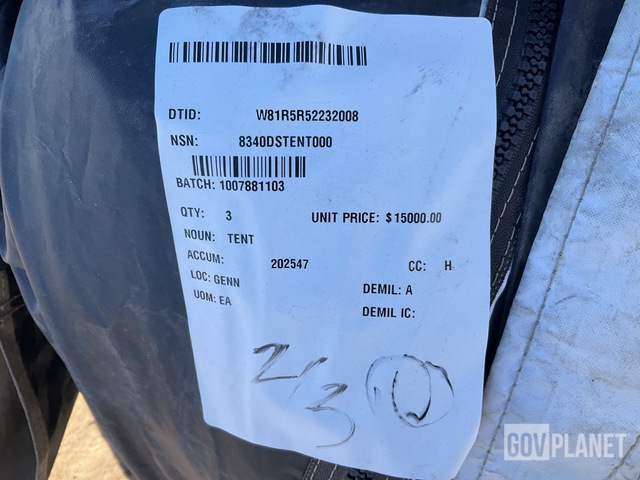 DTID: W81R5R52232008
NSN: 8340DSTENT000
BATCH: 1007881103
QTY: 3 UNIT PRICE: $15000.00
NOUN: TENT
ACCUM: 202547 CC: H
LOC: GENN DEMIL: A
UOM: EA DEMIL IC:
2/3
GOVPLANET